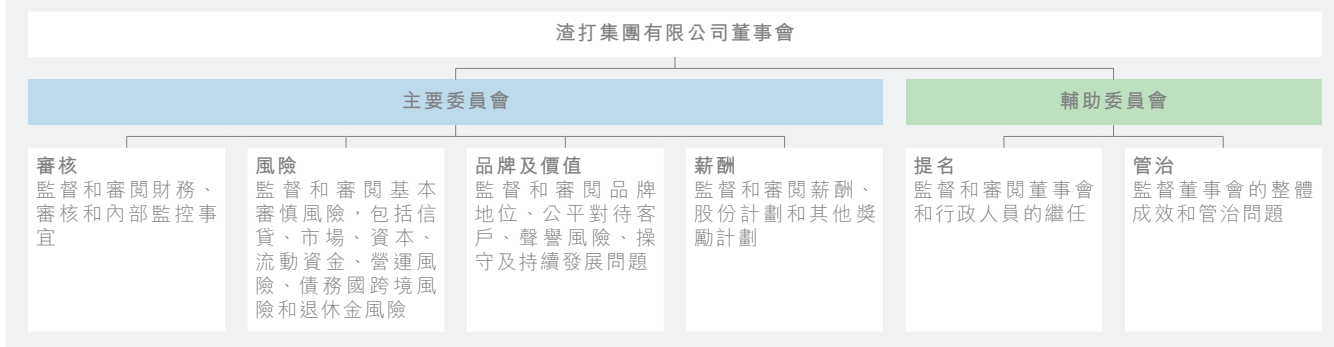 渣打集團有限公司董事會
主要委員會
輔助委員會
審核
監督和審閱財務、
審核和內部監控事
宜
風險
監督和審閱基本
審慎風險，包括信
貸、市場、資本、
流動資金、營運風
險、債務國跨境風
險和退休金風險
品牌及價值
監督和審閱品牌
地位、公平對待客
戶、聲譽風險、操
守及持續發展問題
薪酬
監督和審閱薪酬、
股份計劃和其他獎
勵計劃
提名
監督和審閱董事會
和行政人員的繼任
管治
監督董事會的整體
成效和管治問題